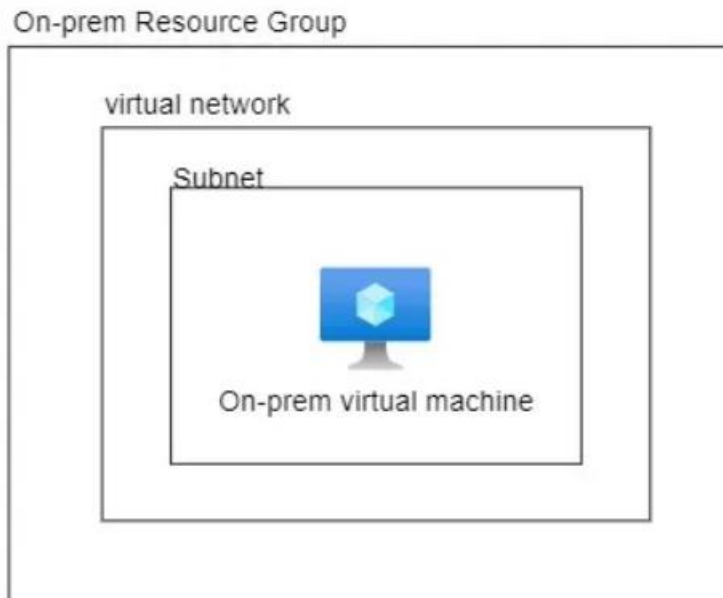 On-prem Resource Group
virtual network
Subnet
On-prem virtual machine